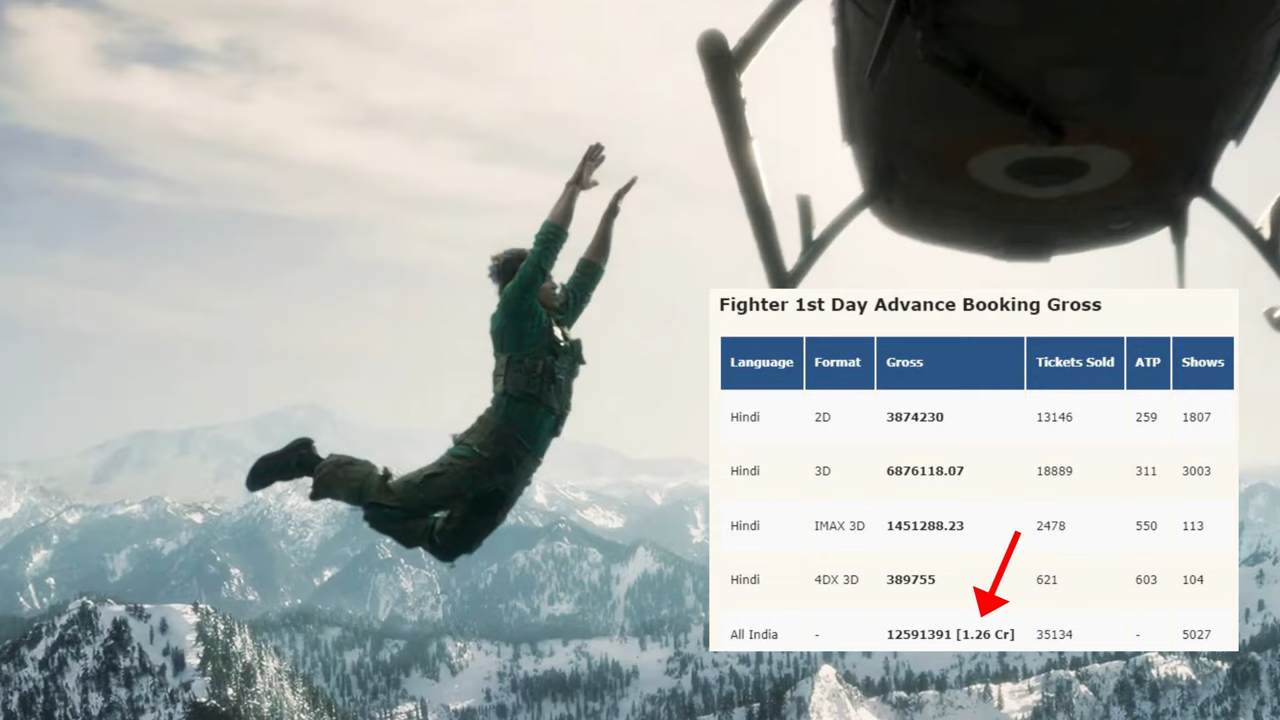 Fighter 1st Day Advance Booking Gross
Language Format Gross Tickets Sold ATP Shows
Hindi 2D 3874230 13146 259 1807
Hindi 3D 6876118.07 18889 311 3003
Hindi IMAX 3D 1451288.23 2478 550 113
Hindi 4DX 3D 389755 621 603 104
All India - 12591391 [1.26 Cr] 35134 - 5027